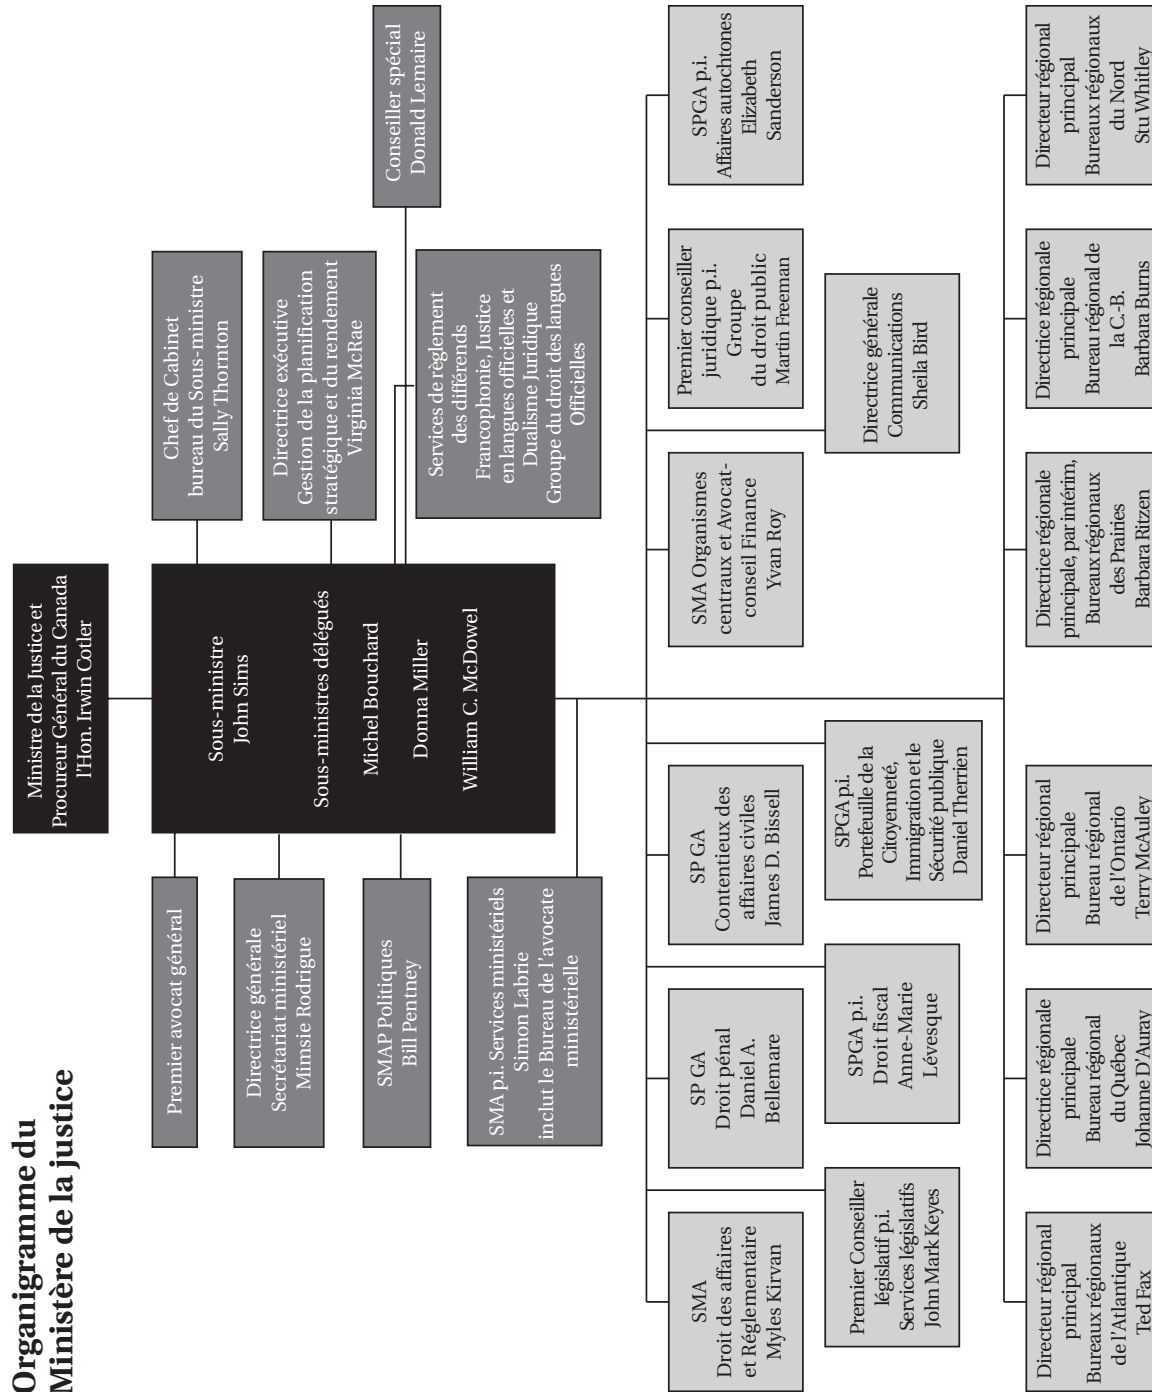 Organigramme du
Ministère de la justice
Ministre de la Justice et
Procureur Général du Canada
l'Hon. Irwin Cotler
Sous-ministre
John Sims
Sous-ministres délégués
Michel Bouchard
Donna Miller
William C. McDowel
Premier avocat général
Directrice générale
Secrétariat ministériel
Mimsie Rodrigue
SMAP Politiques
Bill Pentney
SMA p.i. Services ministériels
Simon Labrie
inclut le Bureau de l'avocate
ministérielle
Chef de Cabinet
bureau du Sous-ministre
Sally Thornton
Directrice exécutive
Gestion de la planification
stratégique et du rendement
Virginia McRae
Services de règlement
des différends
Francophonie, Justice
en langues officielles et
Dualisme Juridique
Groupe du droit des langues
Officielles
Conseiller spécial
Donald Lemaire
SMA
Droit des affaires
et Réglementaire
Myles Kirvan
SP GA
Droit pénal
Daniel A.
Bellemare
SP GA
Contentieux des
affaires civiles
James D. Bissell
SMA Organismes
centraux et Avocat-
conseil Finance
Yvan Roy
Premier conseiller
juridique p.i.
Groupe
du droit public
Martin Freeman
SPGA p.i.
Affaires autochtones
Elizabeth
Sanderson
Premier Conseiller
législatif p.i.
Services législatifs
John Mark Keyes
SPGA p.i.
Droit fiscal
Anne-Marie
Lévesque
SPGA p.i.
Portefeuille de la
Citoyenneté,
Immigration et le
Sécurité publique
Daniel Therrien
Directrice générale
Communications
Sheila Bird
Directeur régional
principal
Bureaux régionaux
de l'Atlantique
Ted Fax
Directrice régionale
principale
Bureau régional
du Québec
Johanne D'Auray
Directeur régional
principale
Bureau régional
de l'Ontario
Terry McAuley
Directrice régionale
principale, par intérim,
Bureaux régionaux
des Prairies
Barbara Ritzen
Directrice régionale
principale
Bureau régional de
la C.-B.
Barbara Burns
Directeur régional
principal
Bureaux régionaux
du Nord
Stu Whitley